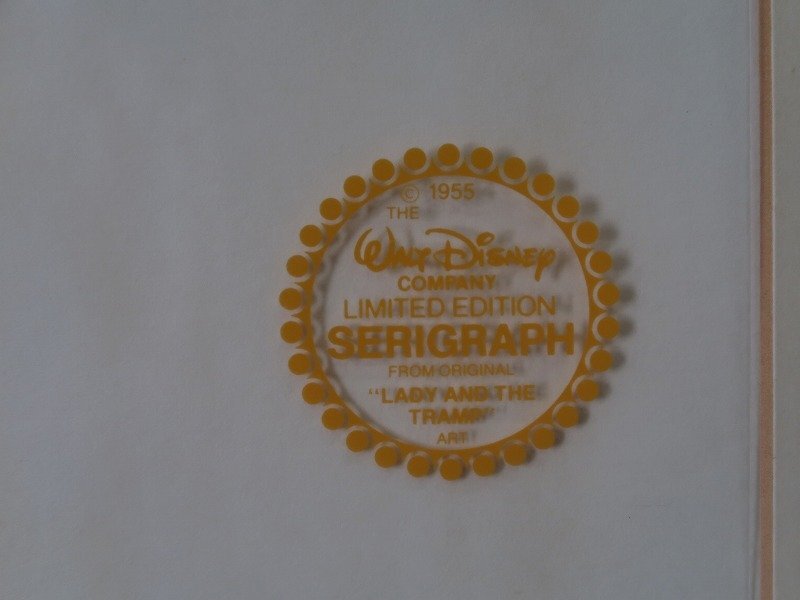 © 1955
THE
Walt Disney
COMPANY
LIMITED EDITION
SERIGRAPH
FROM ORIGINAL
"LADY AND THE
TRAMP"
ART